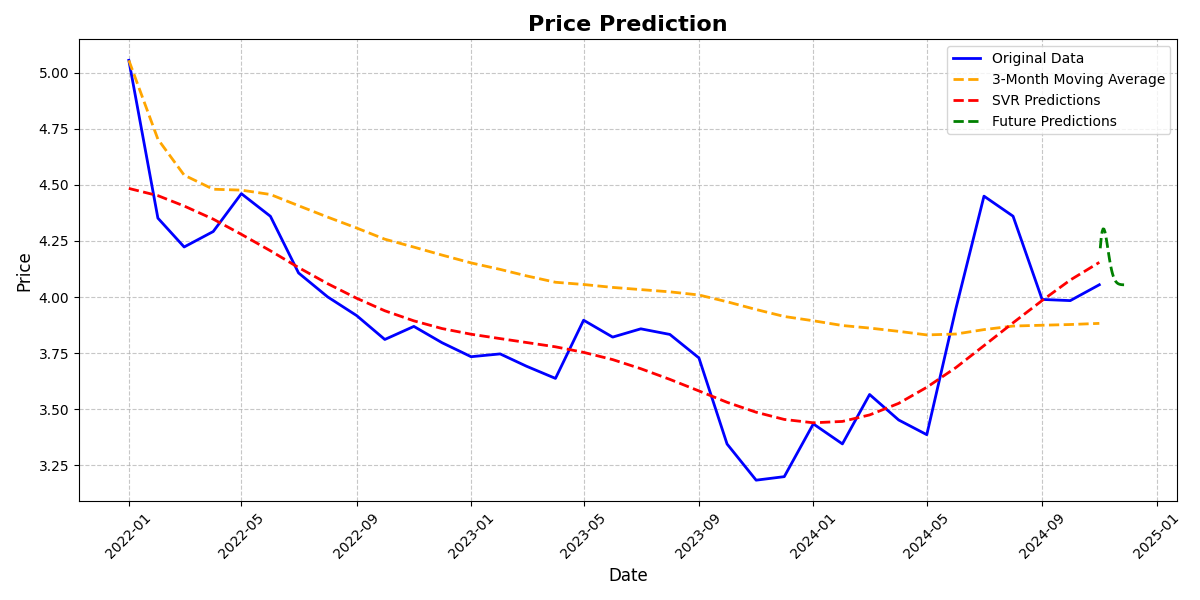 Price Prediction
Original Data
3-Month Moving Average
SVR Predictions
Future Predictions
Price
5.00
4.75
4.50
4.25
4.00
3.75
3.50
3.25
2022-01
2022-05
2022-09
2023-01
2023-05
2023-09
2024-01
2024-05
2024-09
2025-01
Date